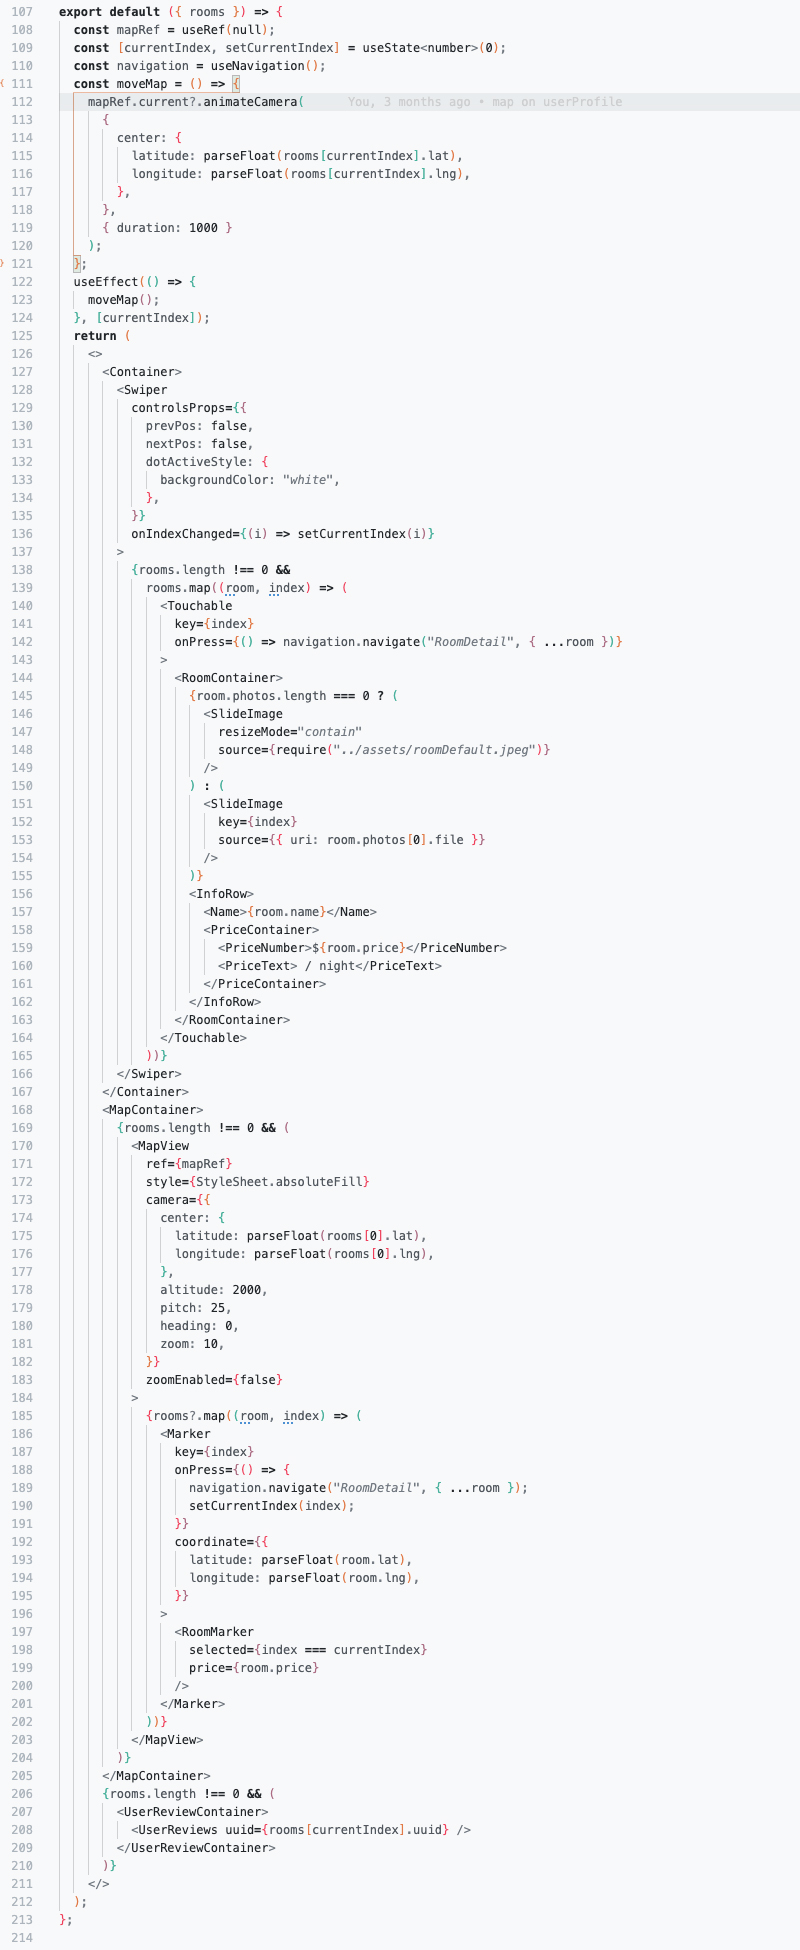 107 export default ({ rooms }) => {
108   const mapRef = useRef(null);
109   const [currentIndex, setCurrentIndex] = useState<number>(0);
110   const navigation = useNavigation();
111   const moveMap = () => {
112     mapRef.current?.animateCamera(      You, 3 months ago • map on userProfile
113       {
114         center: {
115           latitude: parseFloat(rooms[currentIndex].lat),
116           longitude: parseFloat(rooms[currentIndex].lng),
117         },
118       },
119       { duration: 1000 }
120     );
121   };
122   useEffect(() => {
123     moveMap();
124   }, [currentIndex]);
125   return (
126     <>
127       <Container>
128         <Swiper
129           controlsProps={{
130             prevPos: false,
131             nextPos: false,
132             dotActiveStyle: {
133               backgroundColor: "white",
134             },
135           }}
136           onIndexChanged={(i) => setCurrentIndex(i)}
137         >
138           {rooms.length !== 0 &&
139             rooms.map((room, index) => (
140               <Touchable
141                 key={index}
142                 onPress={() => navigation.navigate("RoomDetail", { ...room })}
143               >
144                 <RoomContainer>
145                   {room.photos.length === 0 ? (
146                     <SlideImage
147                       resizeMode="contain"
148                       source={require("../assets/roomDefault.jpeg")}
149                     />
150                   ) : (
151                     <SlideImage
152                       key={index}
153                       source={{ uri: room.photos[0].file }}
154                     />
155                   )}
156                   <InfoRow>
157                     <Name>{room.name}</Name>
158                     <PriceContainer>
159                       <PriceNumber>${room.price}</PriceNumber>
160                       <PriceText> / night</PriceText>
161                     </PriceContainer>
162                   </InfoRow>
163                 </RoomContainer>
164               </Touchable>
165             ))}
166         </Swiper>
167       </Container>
168       <MapContainer>
169         {rooms.length !== 0 && (
170           <MapView
171             ref={mapRef}
172             style={StyleSheet.absoluteFill}
173             camera={{
174               center: {
175                 latitude: parseFloat(rooms[0].lat),
176                 longitude: parseFloat(rooms[0].lng),
177               },
178               altitude: 2000,
179               pitch: 25,
180               heading: 0,
181               zoom: 10,
182             }}
183             zoomEnabled={false}
184           >
185             {rooms?.map((room, index) => (
186               <Marker
187                 key={index}
188                 onPress={() => {
189                   navigation.navigate("RoomDetail", { ...room });
190                   setCurrentIndex(index);
191                 }}
192                 coordinate={{
193                   latitude: parseFloat(room.lat),
194                   longitude: parseFloat(room.lng),
195                 }}
196               >
197                 <RoomMarker
198                   selected={index === currentIndex}
199                   price={room.price}
200                 />
201               </Marker>
202             ))}
203           </MapView>
204         )}
205       </MapContainer>
206       {rooms.length !== 0 && (
207         <UserReviewContainer>
208           <UserReviews uuid={rooms[currentIndex].uuid} />
209         </UserReviewContainer>
210       )}
211     </>
212   );
213 };
214